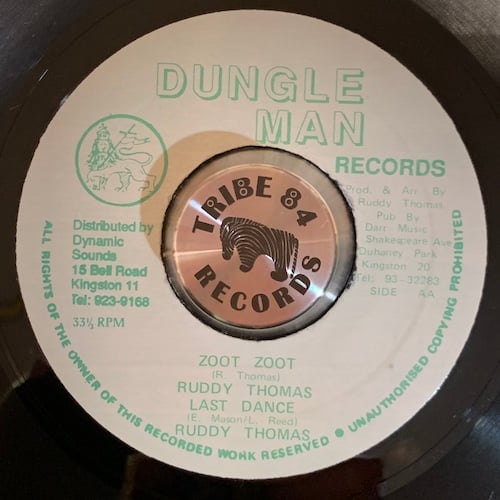 DUNGLE
MAN
RECORDS
Distributed by
Dynamic
Sounds
15 Bell Road
Kingston 11
Tel: 923-9168
33⅓ RPM
Prod. & Arr By
Ruddy Thomas
Pub By
Darr Music
Shakespeare Ave
Duhaney Park
Kingston 20
Tel: 93-32283
SIDE AA
TRIBE 84
RECORDS
ZOOT ZOOT
(R. Thomas)
RUDDY THOMAS
LAST DANCE
(E. Mason/L. Reed)
RUDDY THOMAS
ALL RIGHTS OF THE OWNER OF THIS RECORDED WORK RESERVED ● UNAUTHORISED COPYING PROHIBITED